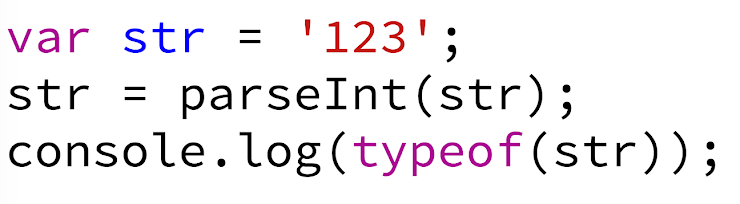 var str = '123';
str = parseInt(str);
console.log(typeof(str));